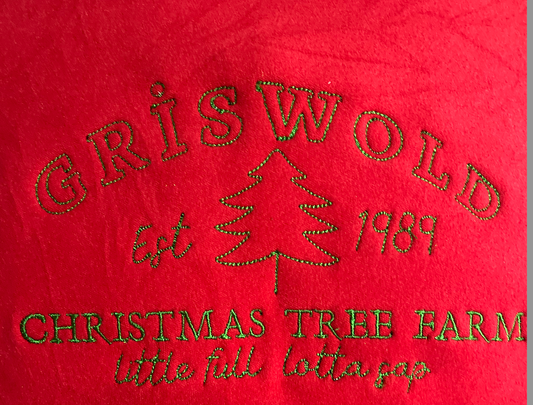 GRiSWOLD
Est 1989
CHRISTMAS TREE FARM
little full lotta sap